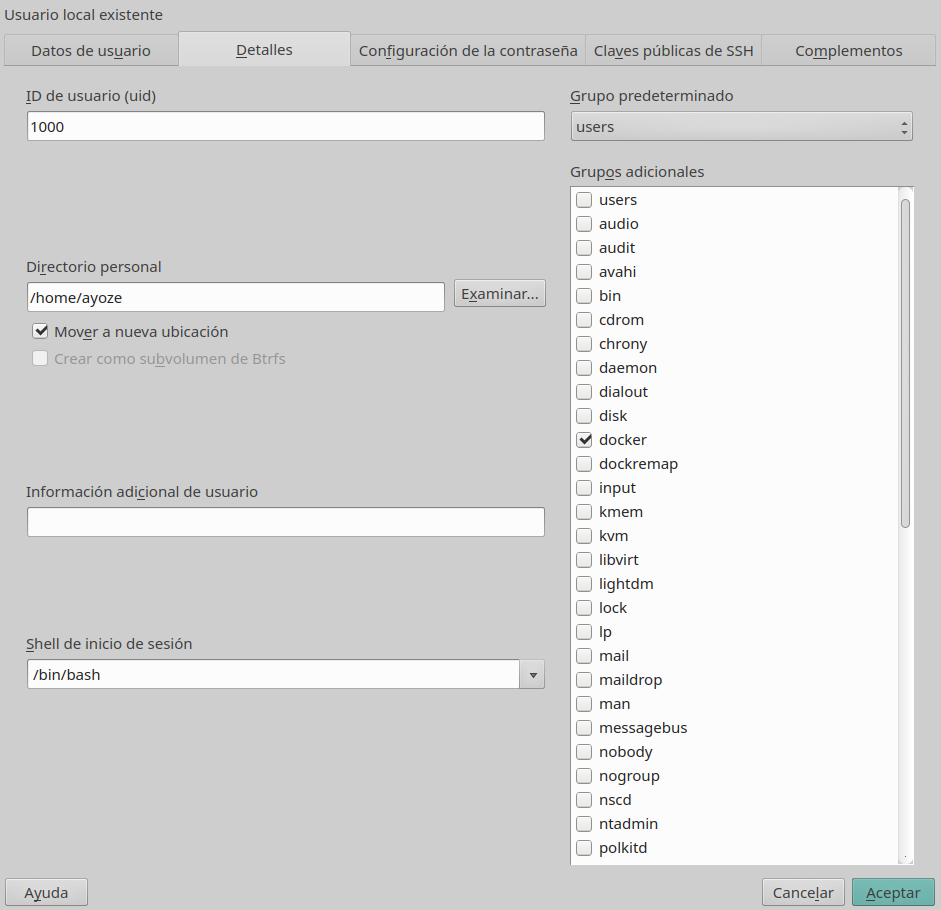 Usuario local existente
Datos de usuario
Detalles
Configuración de la contraseña
Claves públicas de SSH
Complementos
ID de usuario (uid)
1000
Directorio personal
/home/ayoze
Examinar...
Mover a nueva ubicación
Crear como subvolumen de Btrfs
Información adicional de usuario
Shell de inicio de sesión
/bin/bash
Grupo predeterminado
users
Grupos adicionales
users
audio
audit
avahi
bin
cdrom
chrony
daemon
dialout
disk
docker
dockremap
input
kmem
kvm
libvirt
lightdm
lock
lp
mail
maildrop
man
messagebus
nobody
nogroup
nscd
ntadmin
polkitd
Ayuda
Cancelar
Aceptar